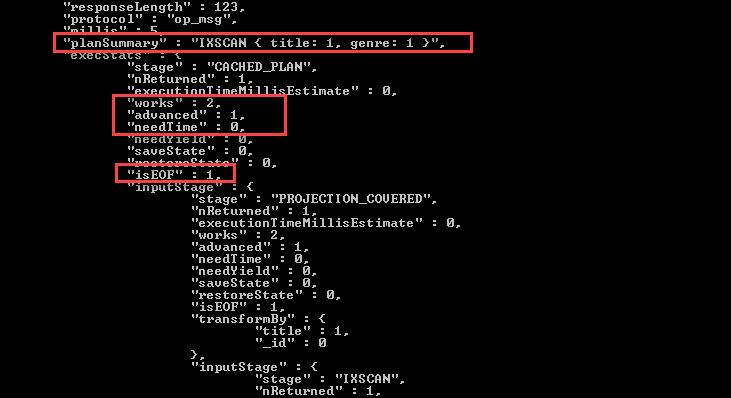 "responseLength" : 123,
"protocol" : "op_msg",
"millis" : 5,
"planSummary" : "IXSCAN { title: 1, genre: 1 }",
"execStats" : {
"stage" : "CACHED_PLAN",
"nReturned" : 1,
"executionTimeMillisEstimate" : 0,
"works" : 2,
"advanced" : 1,
"needTime" : 0,
"needYield" : 0,
"saveState" : 0,
"restoreState" : 0,
"isEOF" : 1,
"inputStage" : {
"stage" : "PROJECTION_COVERED",
"nReturned" : 1,
"executionTimeMillisEstimate" : 0,
"works" : 2,
"advanced" : 1,
"needTime" : 0,
"needYield" : 0,
"saveState" : 0,
"restoreState" : 0,
"isEOF" : 1,
"transformBy" : {
"title" : 1,
"_id" : 0
},
"inputStage" : {
"stage" : "IXSCAN",
"nReturned" : 1,